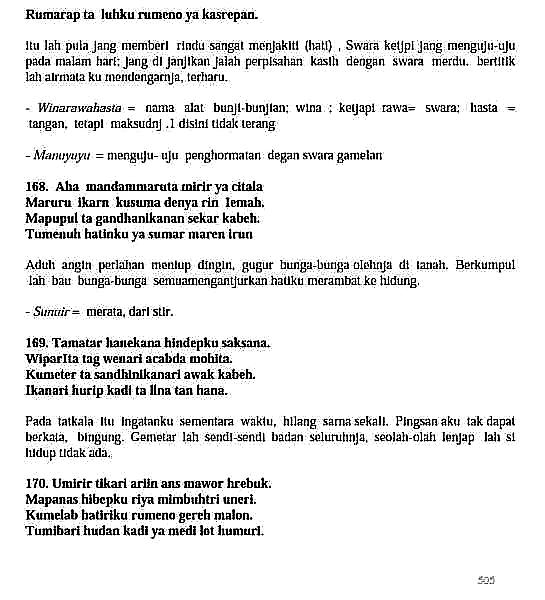 Rumarap ta luhku rumeno ya kasrepan.
Itu lah pula jang memberi rindu sangat menjakiti (hati) , Swara ketjpi jang menguju-uju
pada malam hari; jang di janjikan jalah perpisahan kasih dengan swara merdu. bertitik
lah airmata ku mendengarnja, terharu.
- Winarawahasta = nama alat bunji-bunjian; wina ; ketjapi rawa= swara; hasta =
tangan, tetapi maksudnj .1 disini tidak terang
- Manuyuyu = menguju- uju penghormatan degan swara gamelan
168. Aha mandammaruta mirir ya citala
Maruru ikarn kusuma denya rin lemah.
Mapupul ta gandhanikanan sekar kabeh.
Tumenuh hatinku ya sumar maren irun
Aduh angin perlahan meniup dingin, gugur bunga-bunga olehnja di tanah. Berkumpul
lah bau bunga-bunga semuamengantjurkan hatiku merambat ke hidung.
- Sumar = merata, dari stir.
169. Tamatar hanekana hindepku saksana.
WiparIta tag wenari acabda mohita.
Kumeter ta sandhinikanari awak kabeh.
Ikanari hurip kadi ta lina tan hana.
Pada tatkala itu ingatanku sementara waktu, hilang sama sekali. Pingsan aku tak dapat
berkata, bingung. Gemetar lah sendi-sendi badan seluruhnja, seolah-olah lenjap lah si
hidup tidak ada.
170. Umirir tikari ariin ans mawor hrebuk.
Mapanas hibepku riya mimbuhtri uneri.
Kumelab hatiriku rumeno gereh malon.
Tumibari hudan kadi ya medi lot humuri.
505